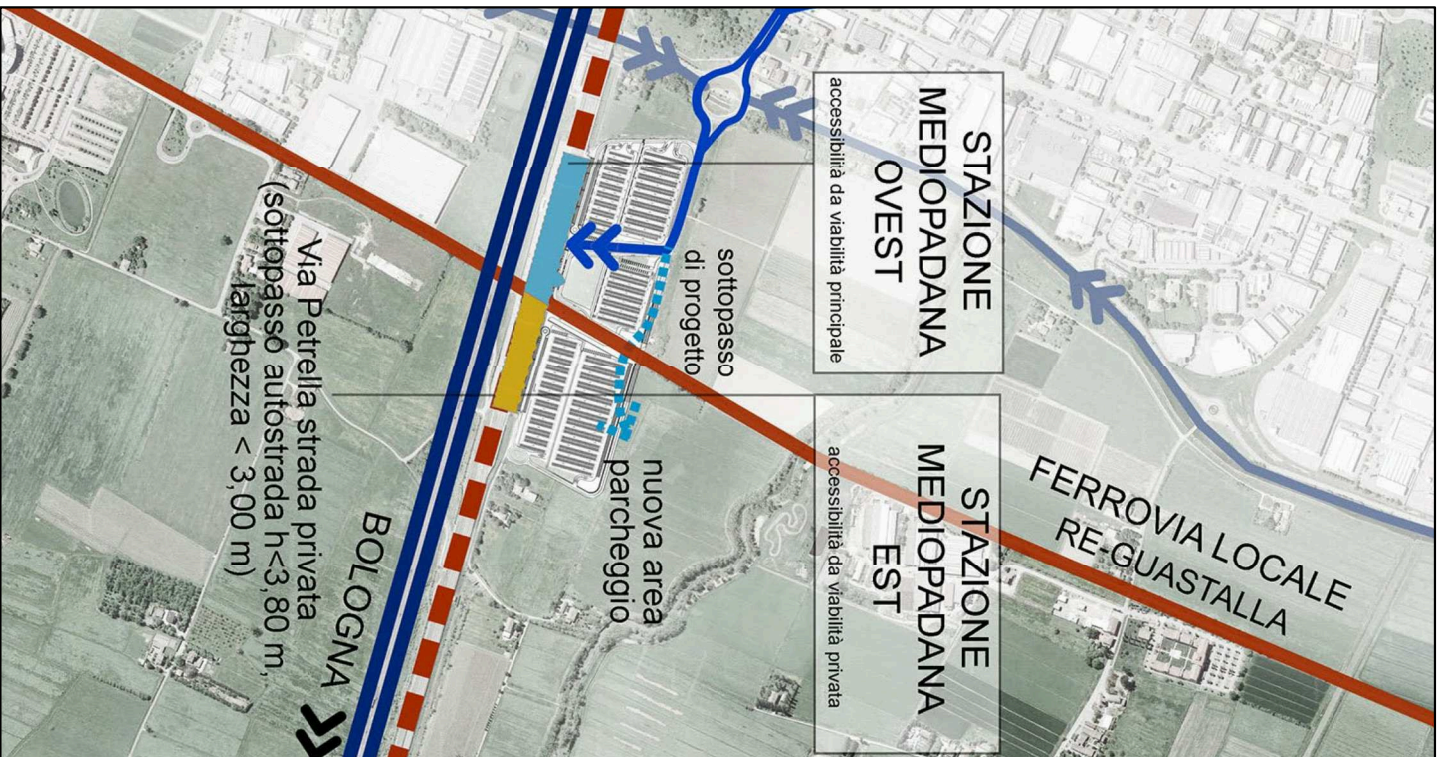 STAZIONE
MEDIOPADANA
OVEST
accessibilità da viabilità principale
STAZIONE
MEDIOPADANA
EST
accessibilità da viabilità privata
FERROVIA LOCALE
RE-GUASTALLA
sottopasso
di progetto
nuova area
parcheggio
BOLOGNA
Via Petrella strada privata
(sottopasso autostrada h<3,80 m,
larghezza < 3,00 m)